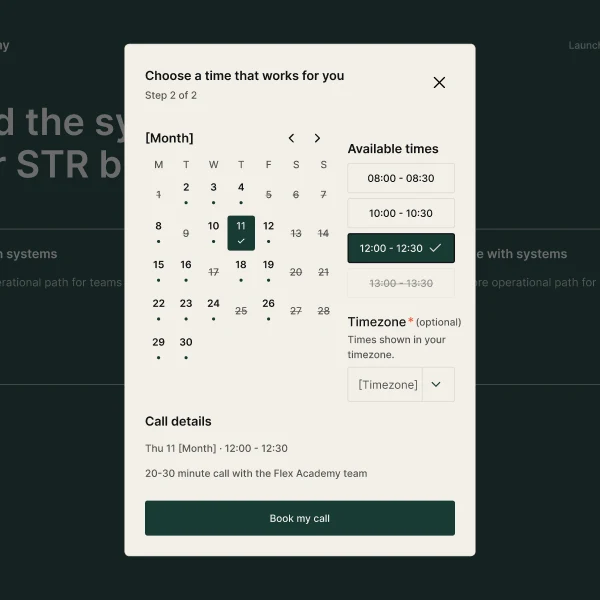 ny
Launch
d the sy
r STR b
n systems
e with systems
erational path for teams
are operational path for
Choose a time that works for you
Step 2 of 2
[Month]
M T W T F S S
1 2 3 4 5 6 7
8 9 10 11 12 13 14
15 16 17 18 19 20 21
22 23 24 25 26 27 28
29 30
Available times
08:00 - 08:30
10:00 - 10:30
12:00 - 12:30
13:00 - 13:30
Timezone * (optional)
Times shown in your
timezone.
[Timezone]
Call details
Thu 11 [Month] · 12:00 - 12:30
20-30 minute call with the Flex Academy team
Book my call